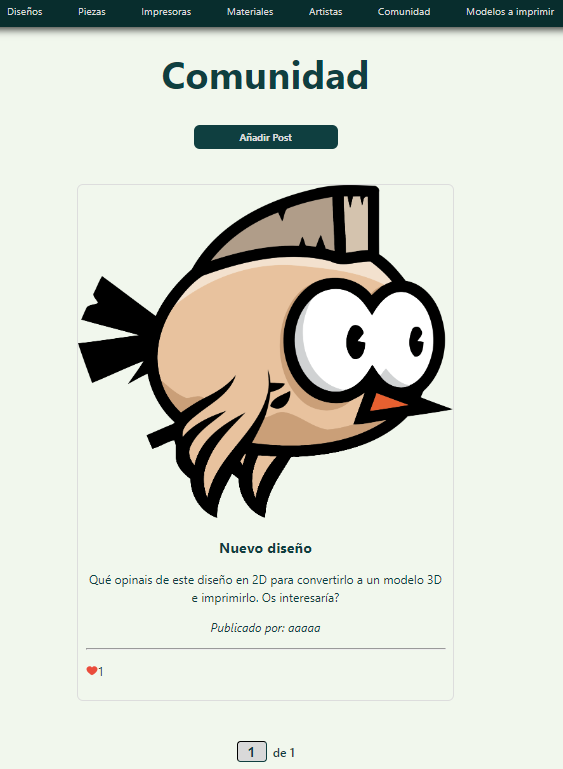 Diseños Piezas Impresoras Materiales Artistas Comunidad Modelos a imprimir
Comunidad
Añadir Post
Nuevo diseño
Qué opinais de este diseño en 2D para convertirlo a un modelo 3D
e imprimirlo. Os interesaría?
Publicado por: aaaaa
1
1 de 1